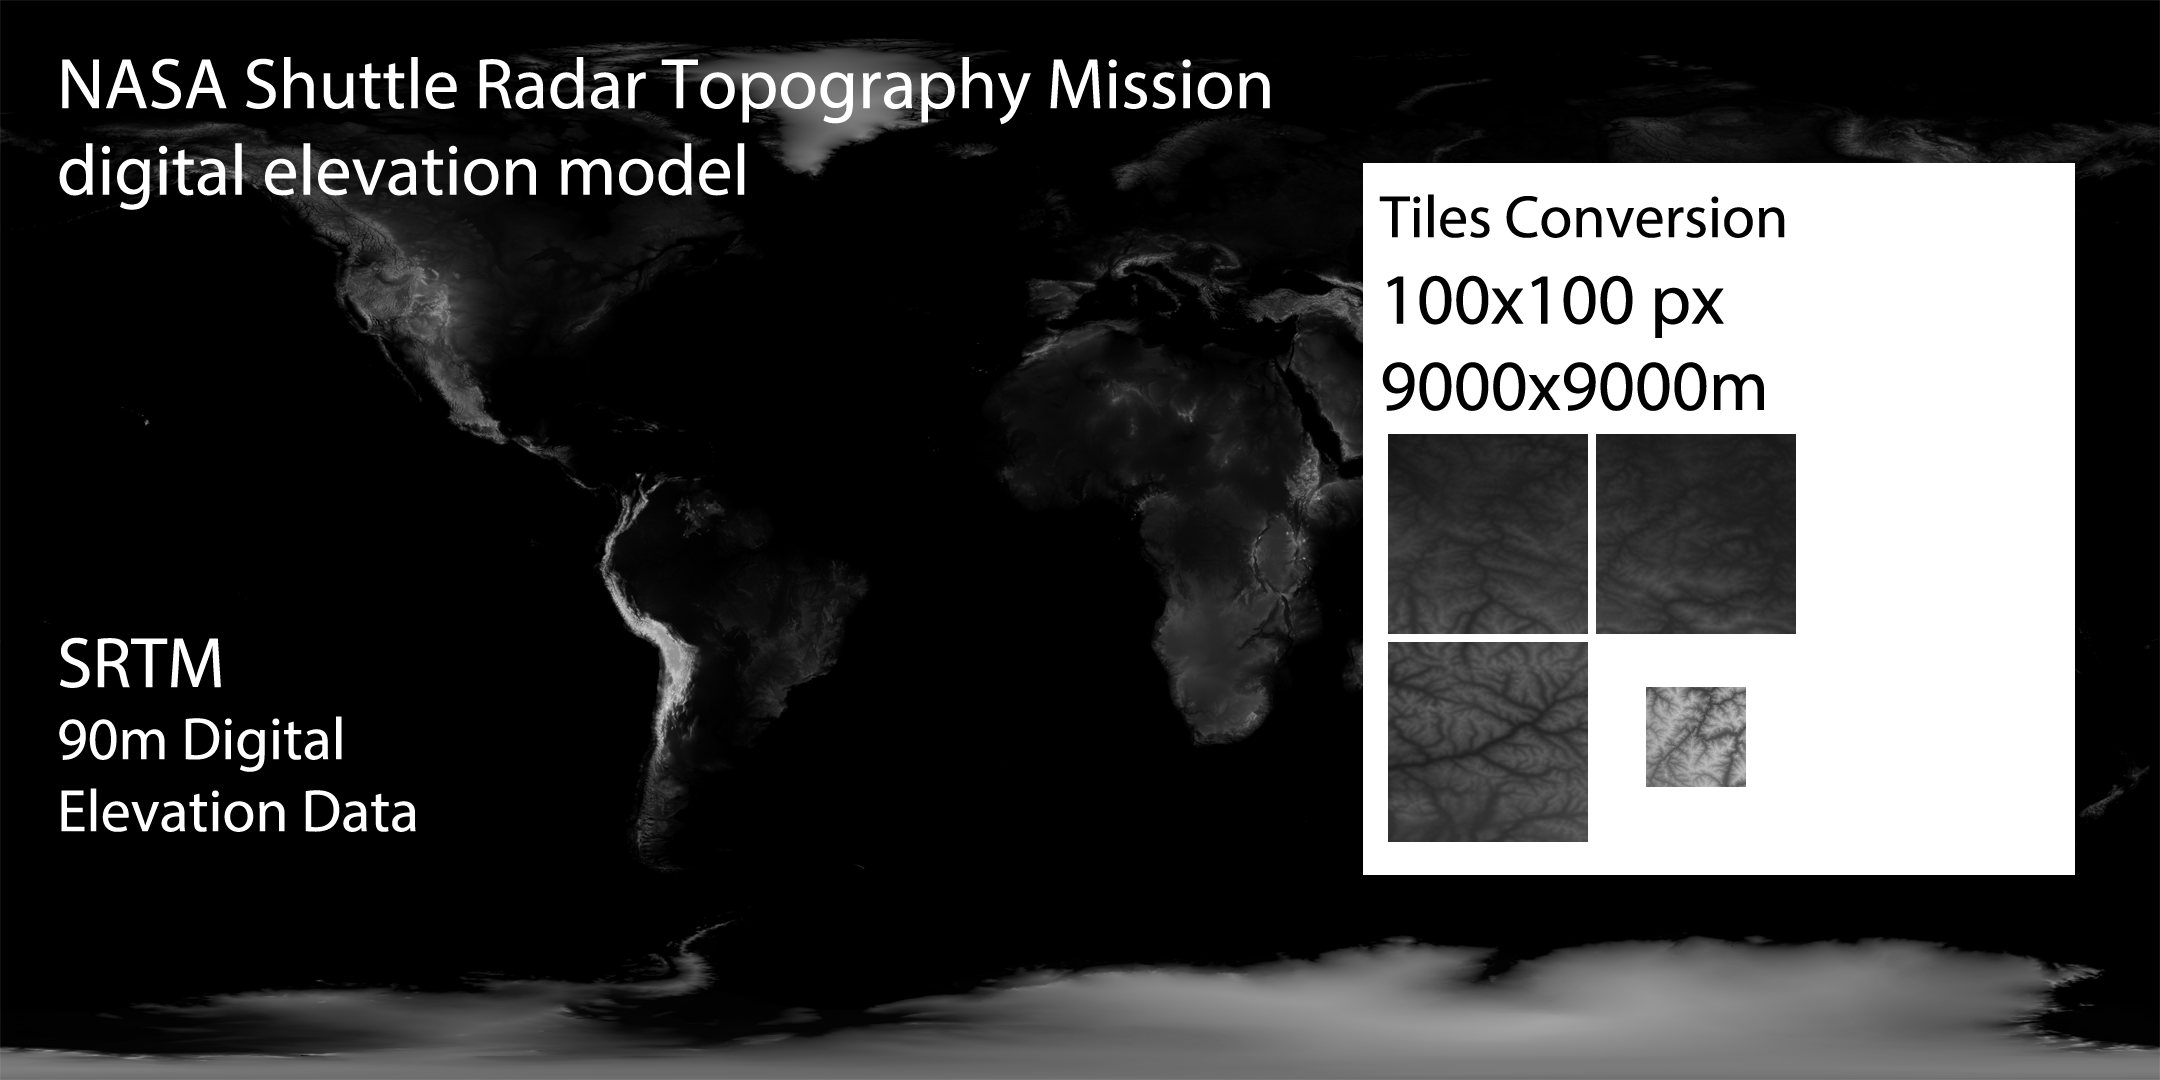 NASA Shuttle Radar Topography Mission
digital elevation model
Tiles Conversion
100x100 px
9000x9000m
SRTM
90m Digital
Elevation Data